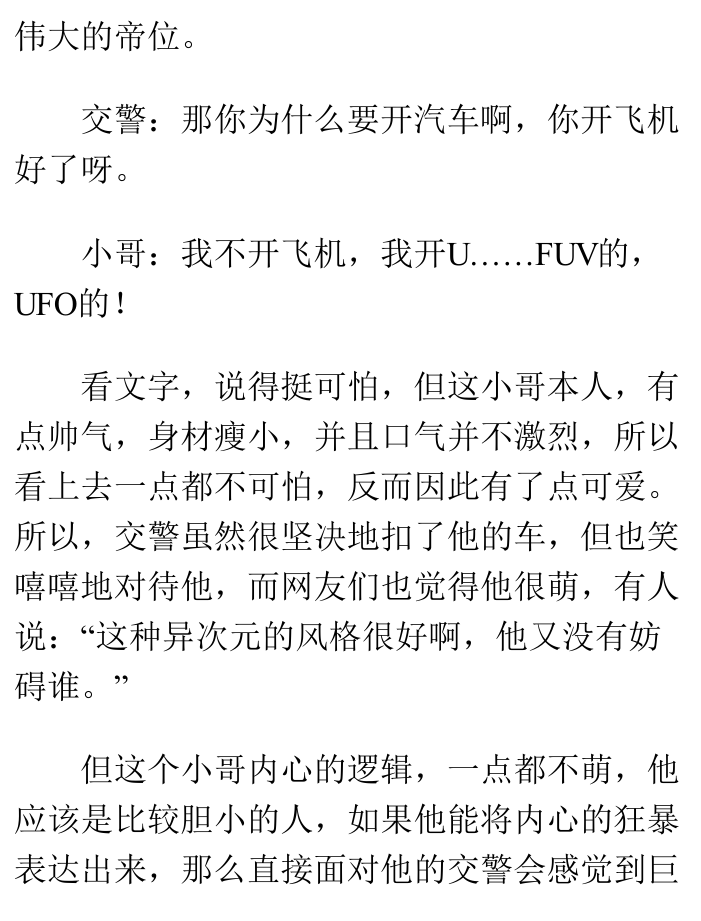 伟大的帝位。
交警：那你为什么要开汽车啊，你开飞机
好了呀。
小哥：我不开飞机，我开U……FUV的，
UFO的！
看文字，说得挺可怕，但这小哥本人，有
点帅气，身材瘦小，并且口气并不激烈，所以
看上去一点都不可怕，反而因此有了点可爱。
所以，交警虽然很坚决地扣了他的车，但也笑
嘻嘻地对待他，而网友们也觉得他很萌，有人
说：“这种异次元的风格很好啊，他又没有妨
碍谁。”
但这个小哥内心的逻辑，一点都不萌，他
应该是比较胆小的人，如果他能将内心的狂暴
表达出来，那么直接面对他的交警会感觉到巨